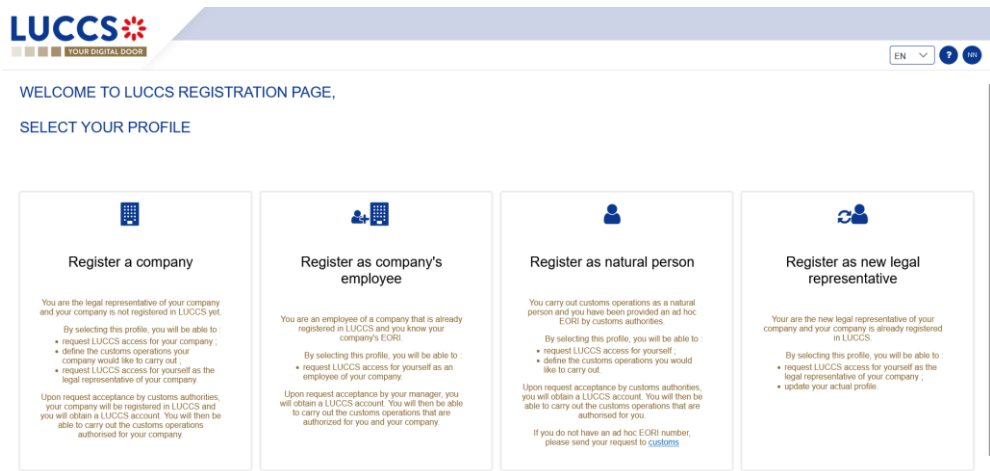 LUCCS
YOUR DIGITAL DOOR
EN
?
NN
WELCOME TO LUCCS REGISTRATION PAGE,
SELECT YOUR PROFILE
Register a company
You are the legal representative of your company
and your company is not registered in LUCCS yet.
By selecting this profile, you will be able to :
• request LUCCS access for your company ;
• define the customs operations your
company would like to carry out ;
• request LUCCS access for yourself as the
legal representative of your company.
Upon request acceptance by customs authorities,
your company will be registered in LUCCS and
you will obtain a LUCCS account. You will then be
able to carry out the customs operations
authorised for your company.
Register as company's
employee
You are an employee of a company that is already
registered in LUCCS and you know your
company's EORI.
By selecting this profile, you will be able to :
• request LUCCS access for yourself as an
employee of your company.
Upon request acceptance by your manager, you
will obtain a LUCCS account. You will then be able
to carry out the customs operations that are
authorized for you and your company.
Register as natural person
You carry out customs operations as a natural
person and you have been provided an ad hoc
EORI by customs authorities.
By selecting this profile, you will be able to :
• request LUCCS access for yourself ;
• define the customs operations you would
like to carry out.
Upon request acceptance by customs authorities,
you will obtain a LUCCS account. You will then be
able to carry out the customs operations that are
authorised for you.
If you do not have an ad hoc EORI number,
please send your request to customs
Register as new legal
representative
Your are the new legal representative of your
company and your company is already registered
in LUCCS.
By selecting this profile, you will be able to :
• request LUCCS access for yourself as the
legal representative of your company ;
• update your actual profile.